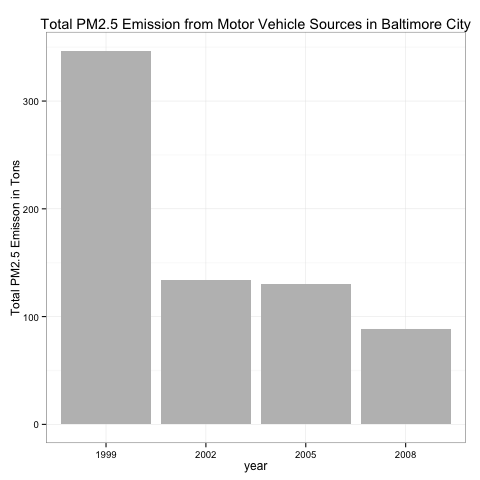 Total PM2.5 Emission from Motor Vehicle Sources in Baltimore City
Total PM2.5 Emisson in Tons
300
200
100
0
1999 2002 2005 2008
year